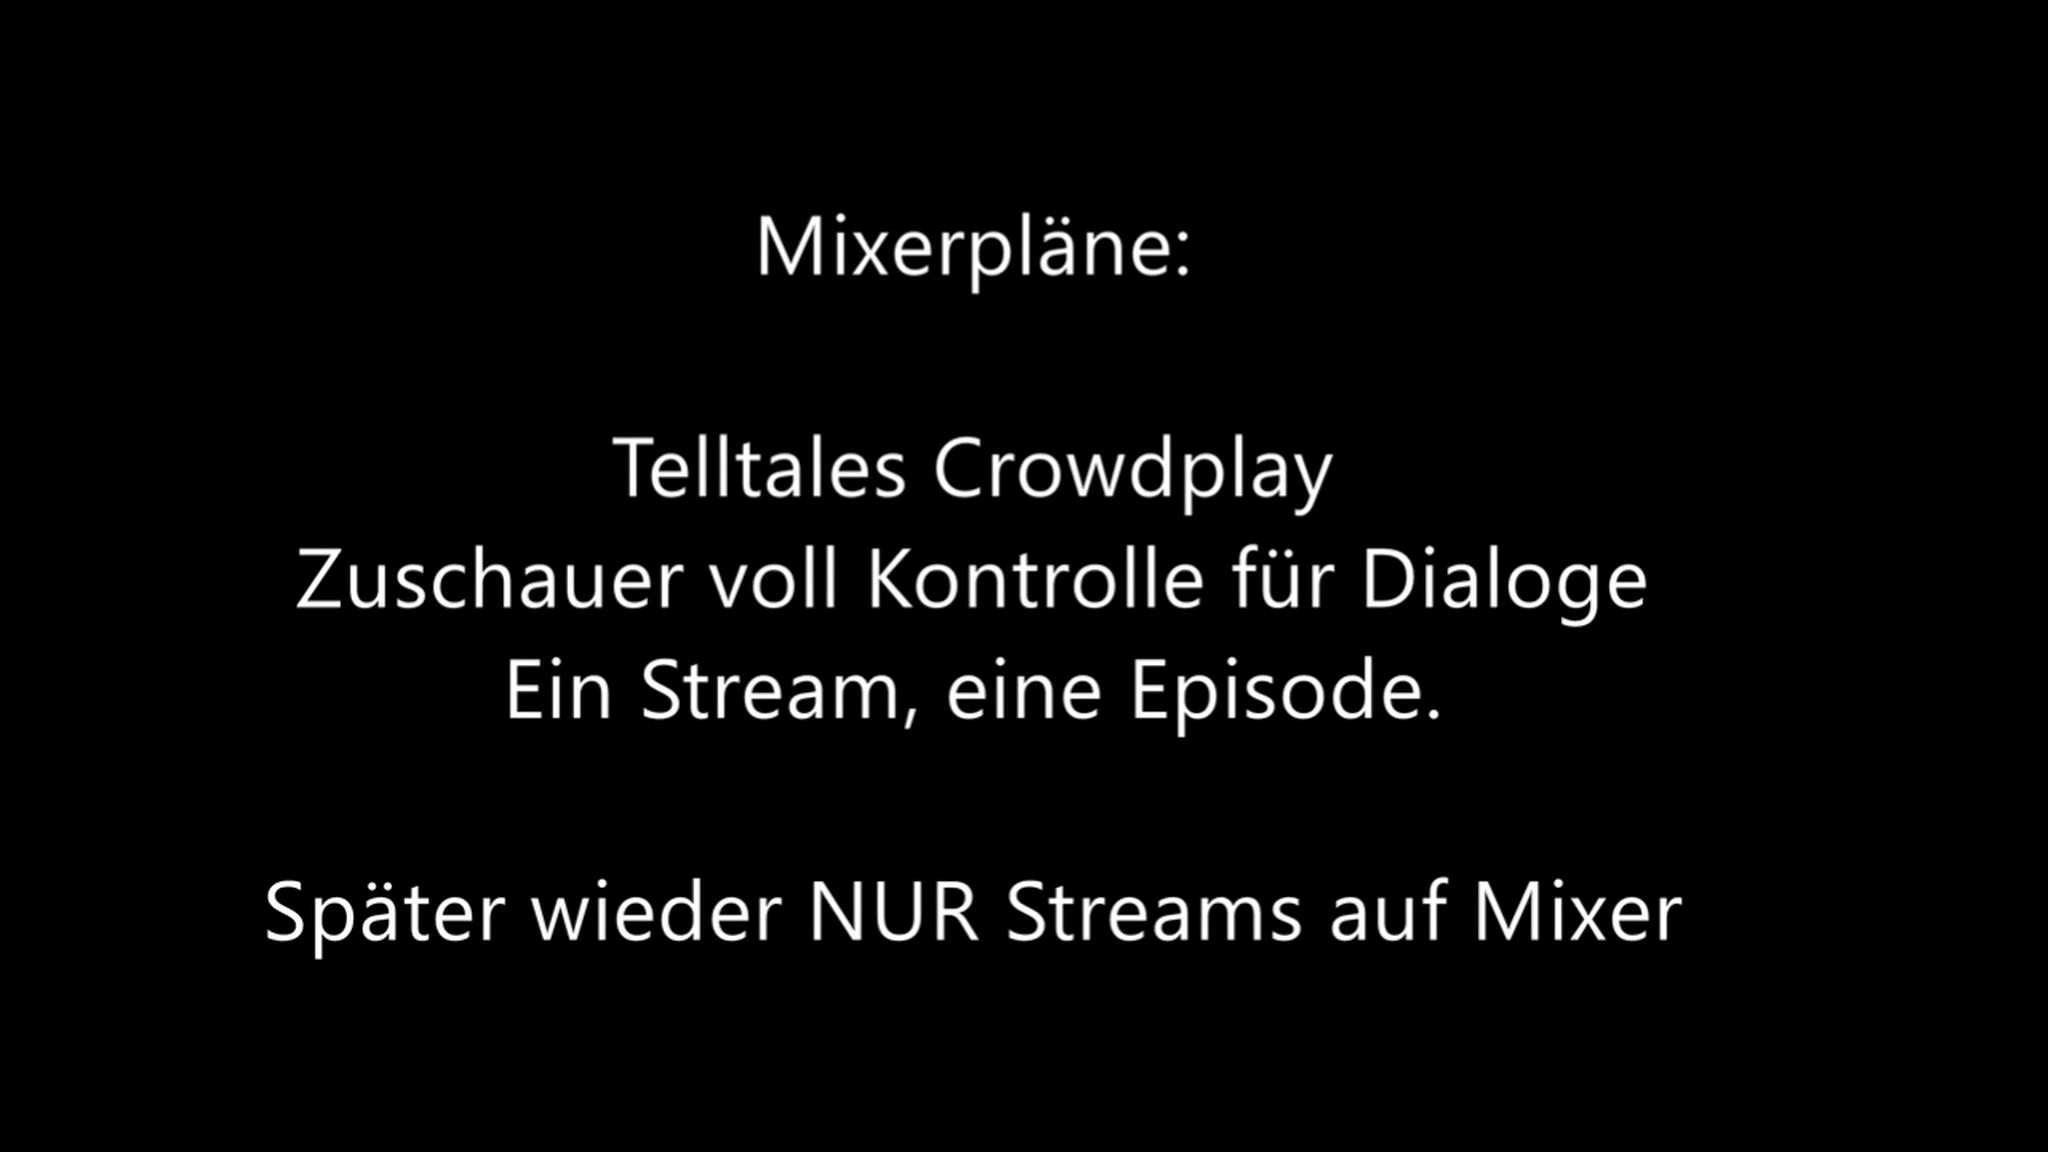 Mixerpläne:
Telltales Crowdplay
Zuschauer voll Kontrolle für Dialoge
Ein Stream, eine Episode.
Später wieder NUR Streams auf Mixer